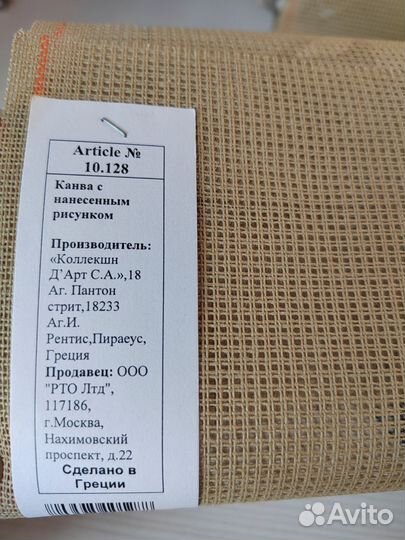 Article №
10.128
Канва с
нанесенным
рисунком
Производитель:
«Коллекшн
Д’Арт С.А.»,18
Аг. Пантон
стрит,18233
Аг.И.
Рентис,Пираеус,
Греция
Продавец: ООО
"РТО Лтд",
117186,
г.Москва,
Нахимовский
проспект, д.22
Сделано в
Греции
Avito